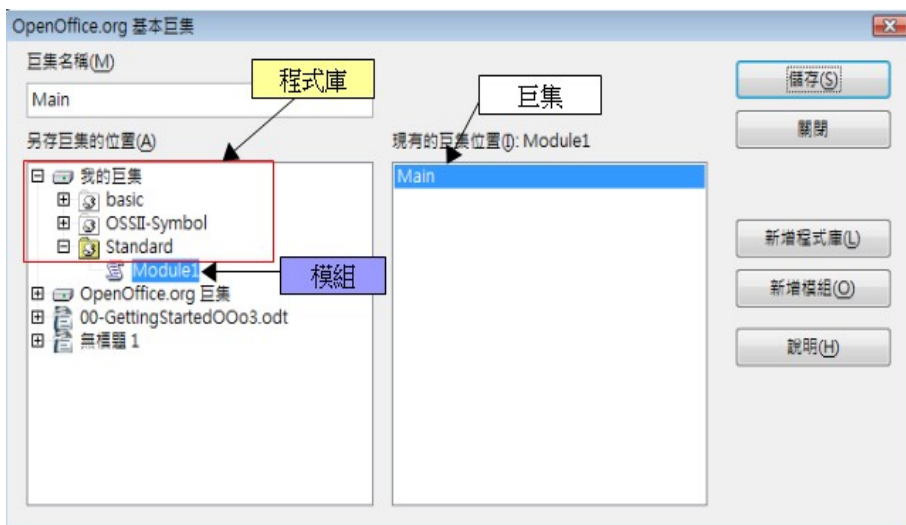 OpenOffice.org 基本巨集
巨集名稱(M)
Main
程式庫
巨集
另存巨集的位置(A)
現有的巨集位置(I): Module1
我的巨集
basic
OSSII-Symbol
Standard
Module1
模組
OpenOffice.org 巨集
00-GettingStartedOOo3.odt
無標題 1
Main
儲存(S)
關閉
新增程式庫(L)
新增模組(O)
說明(H)